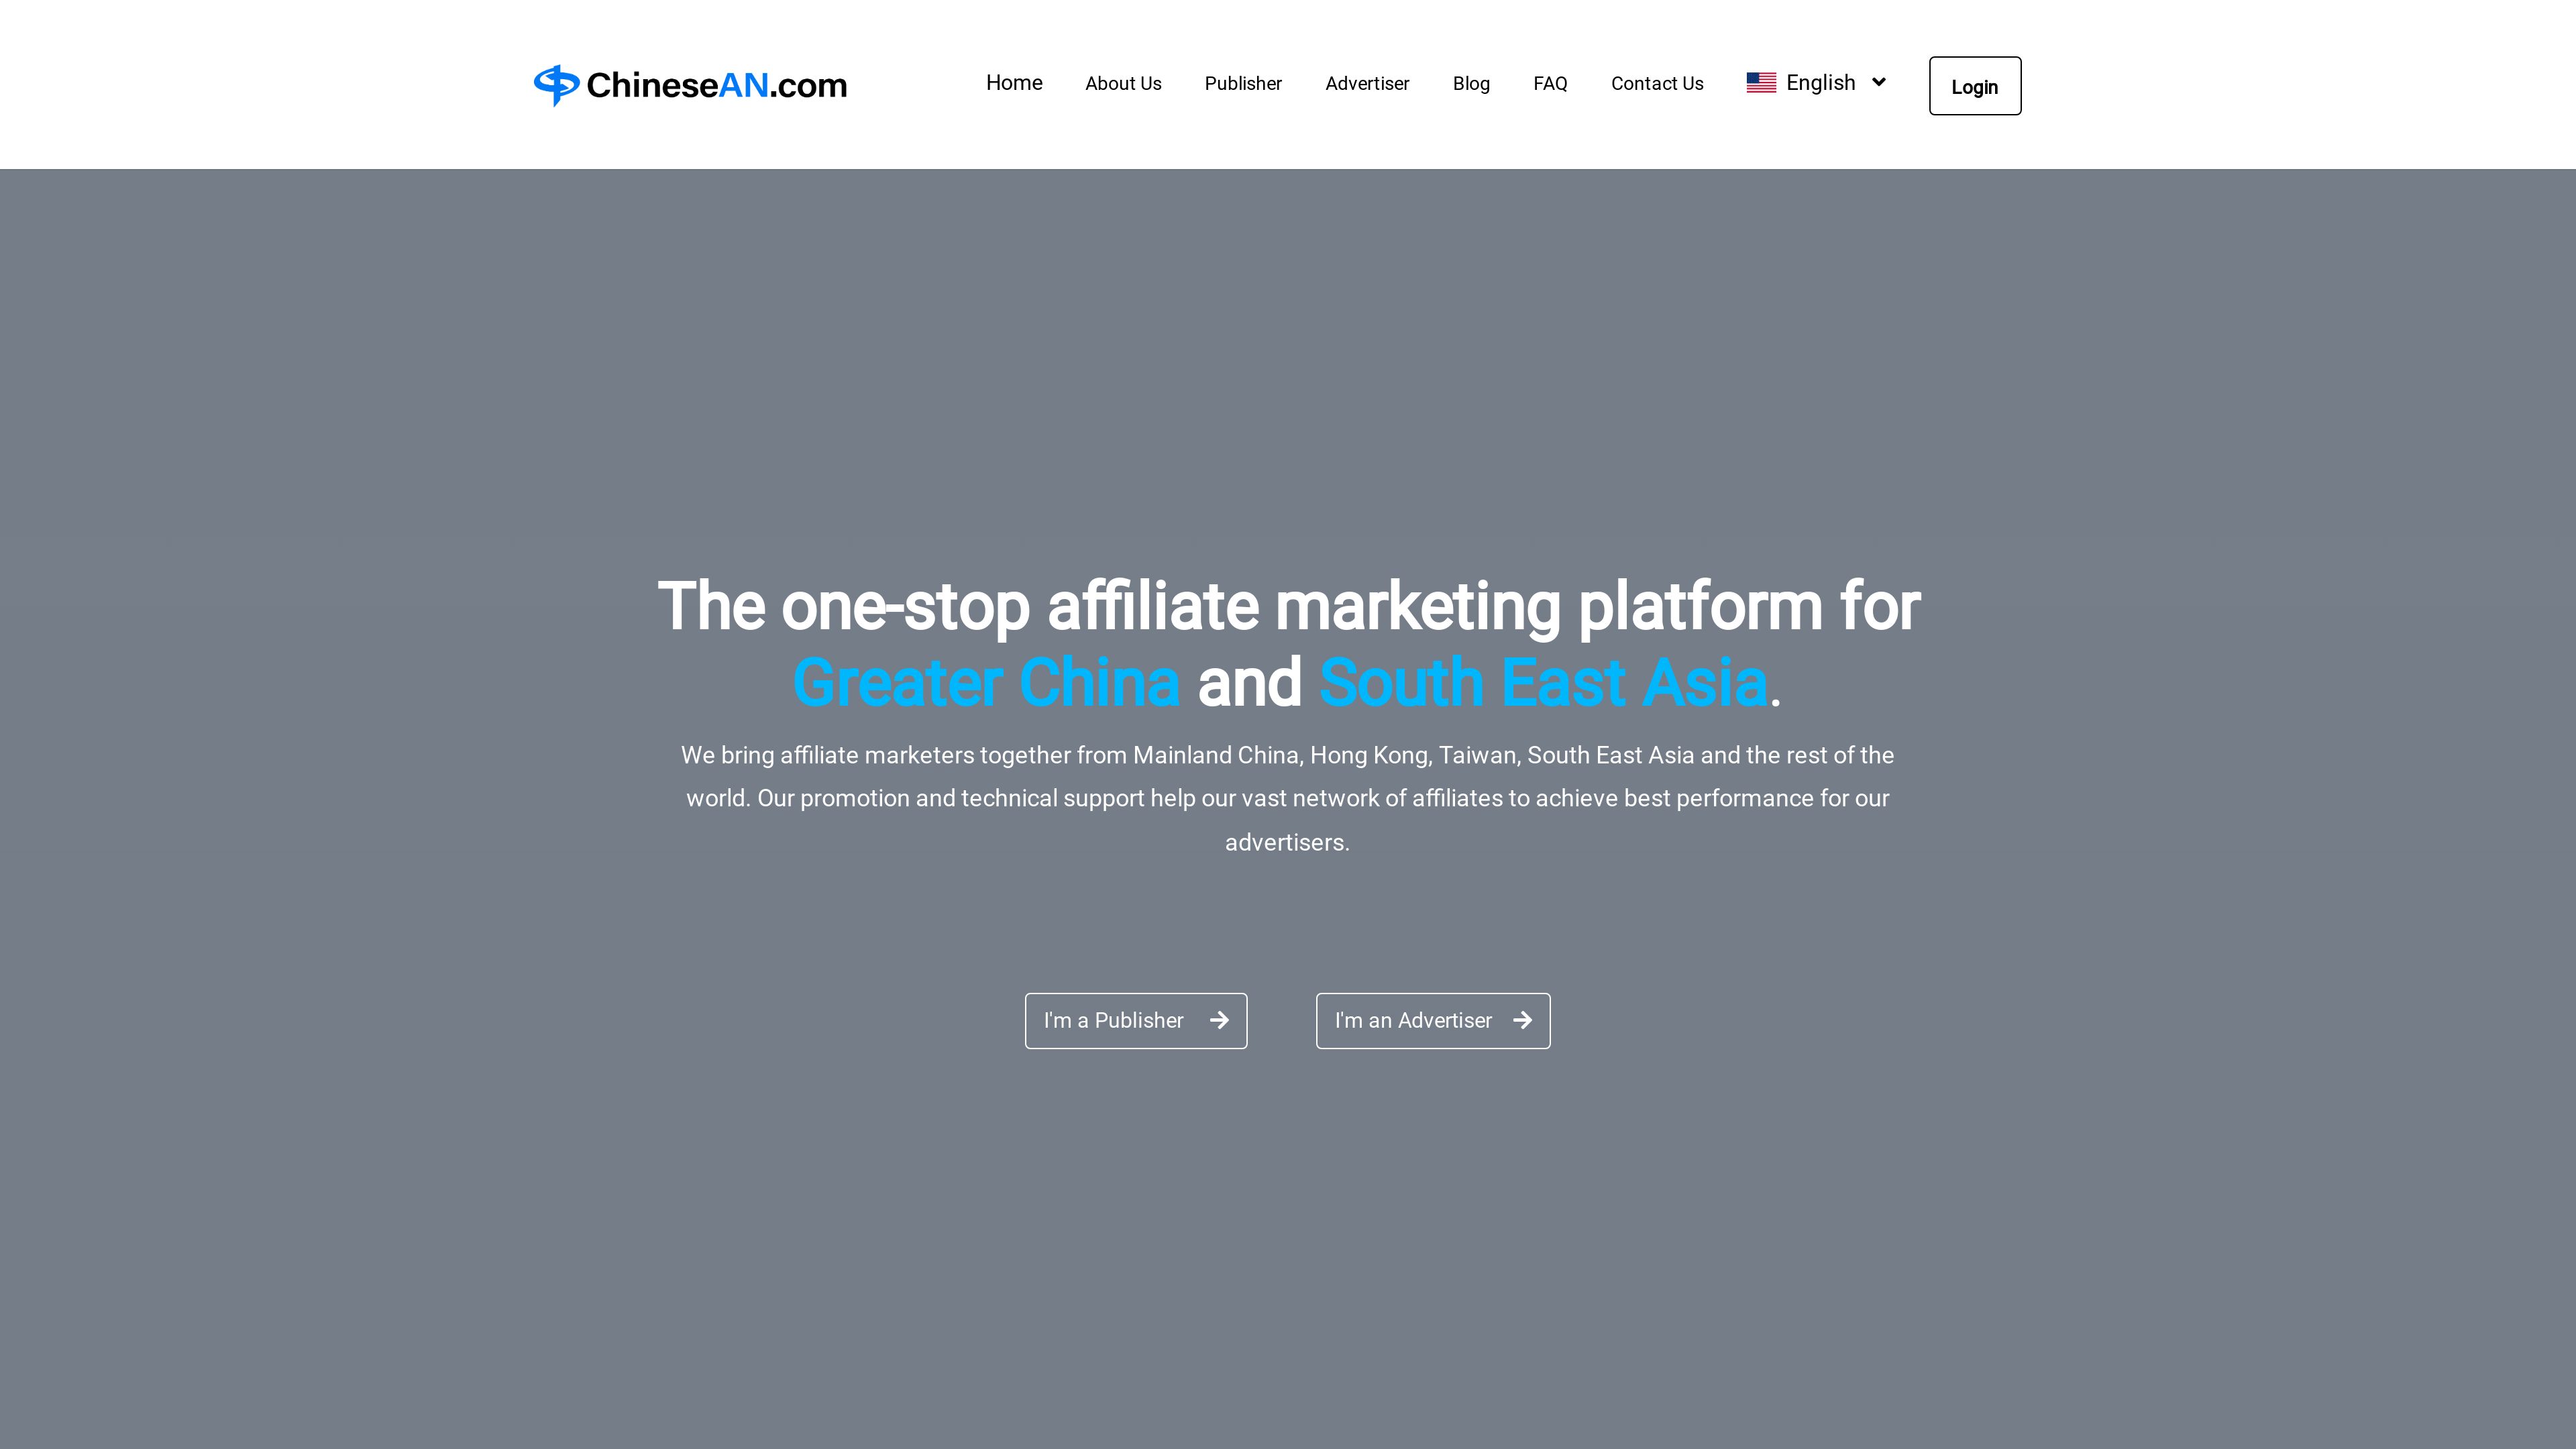 ChineseAN.com
Home About Us Publisher Advertiser Blog FAQ Contact Us English Login
The one-stop affiliate marketing platform for
Greater China and South East Asia.
We bring affiliate marketers together from Mainland China, Hong Kong, Taiwan, South East Asia and the rest of the
world. Our promotion and technical support help our vast network of affiliates to achieve best performance for our
advertisers.
I'm a Publisher
I'm an Advertiser